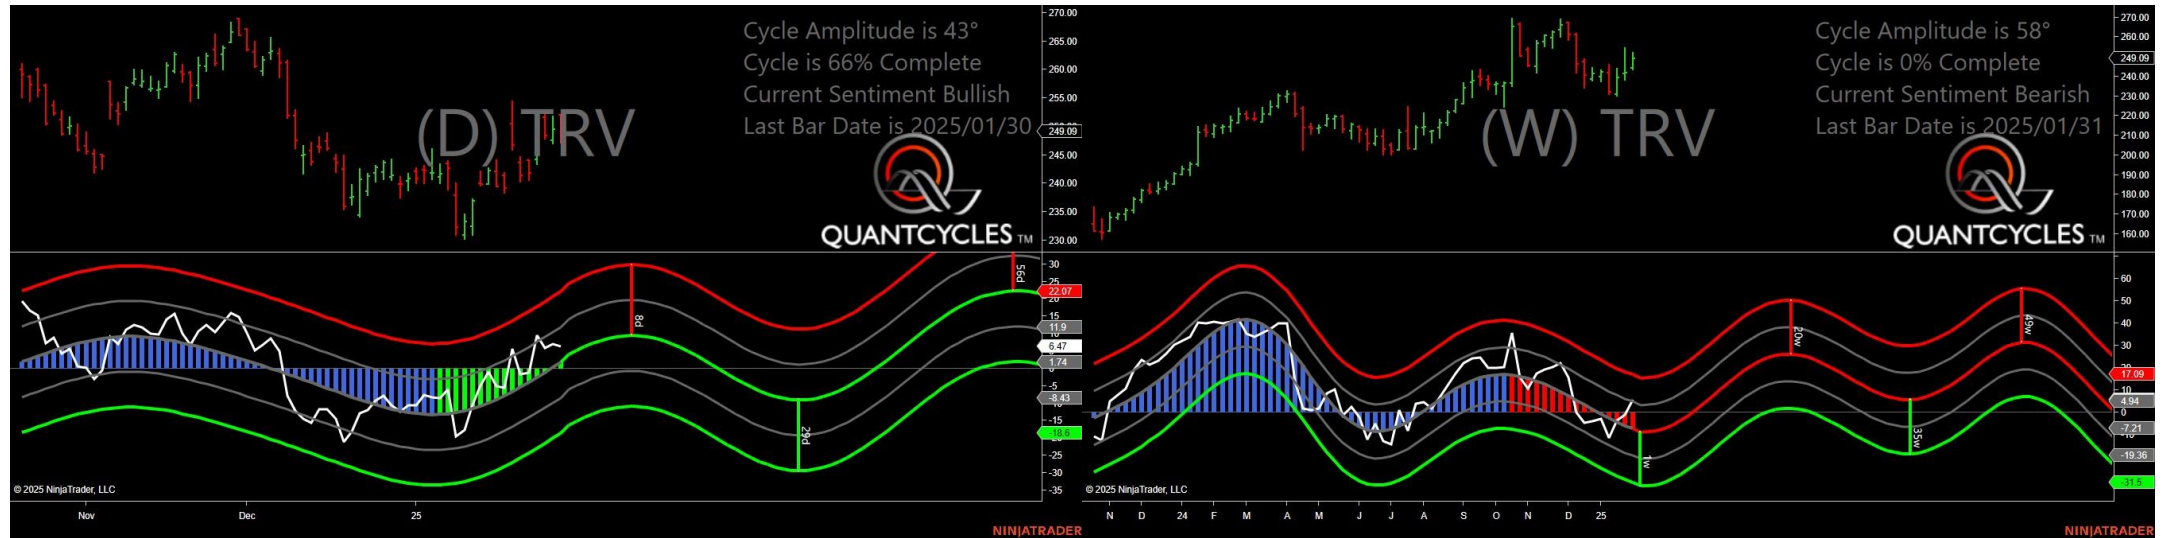 Cycle Amplitude is 43°
Cycle is 66% Complete
Current Sentiment Bullish
Last Bar Date is 2025/01/30
(D) TRV
QUANTCYCLES TM
270.00
265.00
260.00
255.00
249.09
245.00
240.00
235.00
230.00
56d
8d
29d
30
25
22.07
20
15
11.9
10
6.47
1.74
-5
-8.43
-15
-18.6
-25
-30
-35
© 2025 NinjaTrader, LLC
Nov
Dec
25
NINJATRADER
Cycle Amplitude is 58°
Cycle is 0% Complete
Current Sentiment Bearish
Last Bar Date is 2025/01/31
(W) TRV
QUANTCYCLES TM
270.00
260.00
249.09
240.00
230.00
220.00
210.00
200.00
190.00
180.00
170.00
160.00
20w
49w
1w
35w
60
50
40
30
17.09
10
4.94
0
-7.21
-19.36
-31.5
© 2025 NinjaTrader, LLC
N D 24 F M A M J J A S O N D 25
NINJATRADER